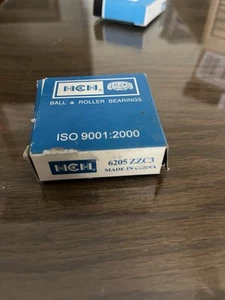 HCH
BALL & ROLLER BEARINGS
ISO 9001:2000
HCH
6205 ZZC3
MADE IN CHINA